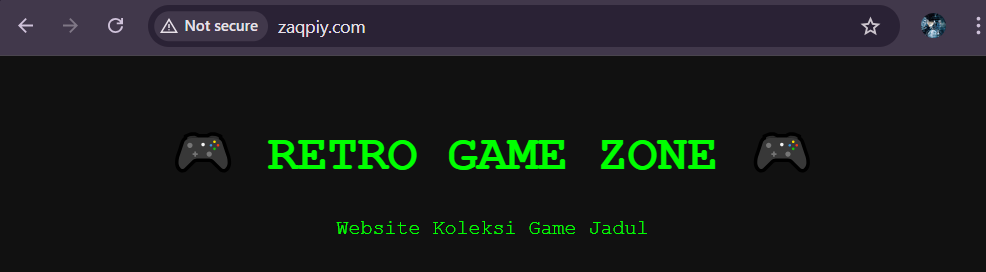 Not secure zaqpiy.com
RETRO GAME ZONE
Website Koleksi Game Jadul